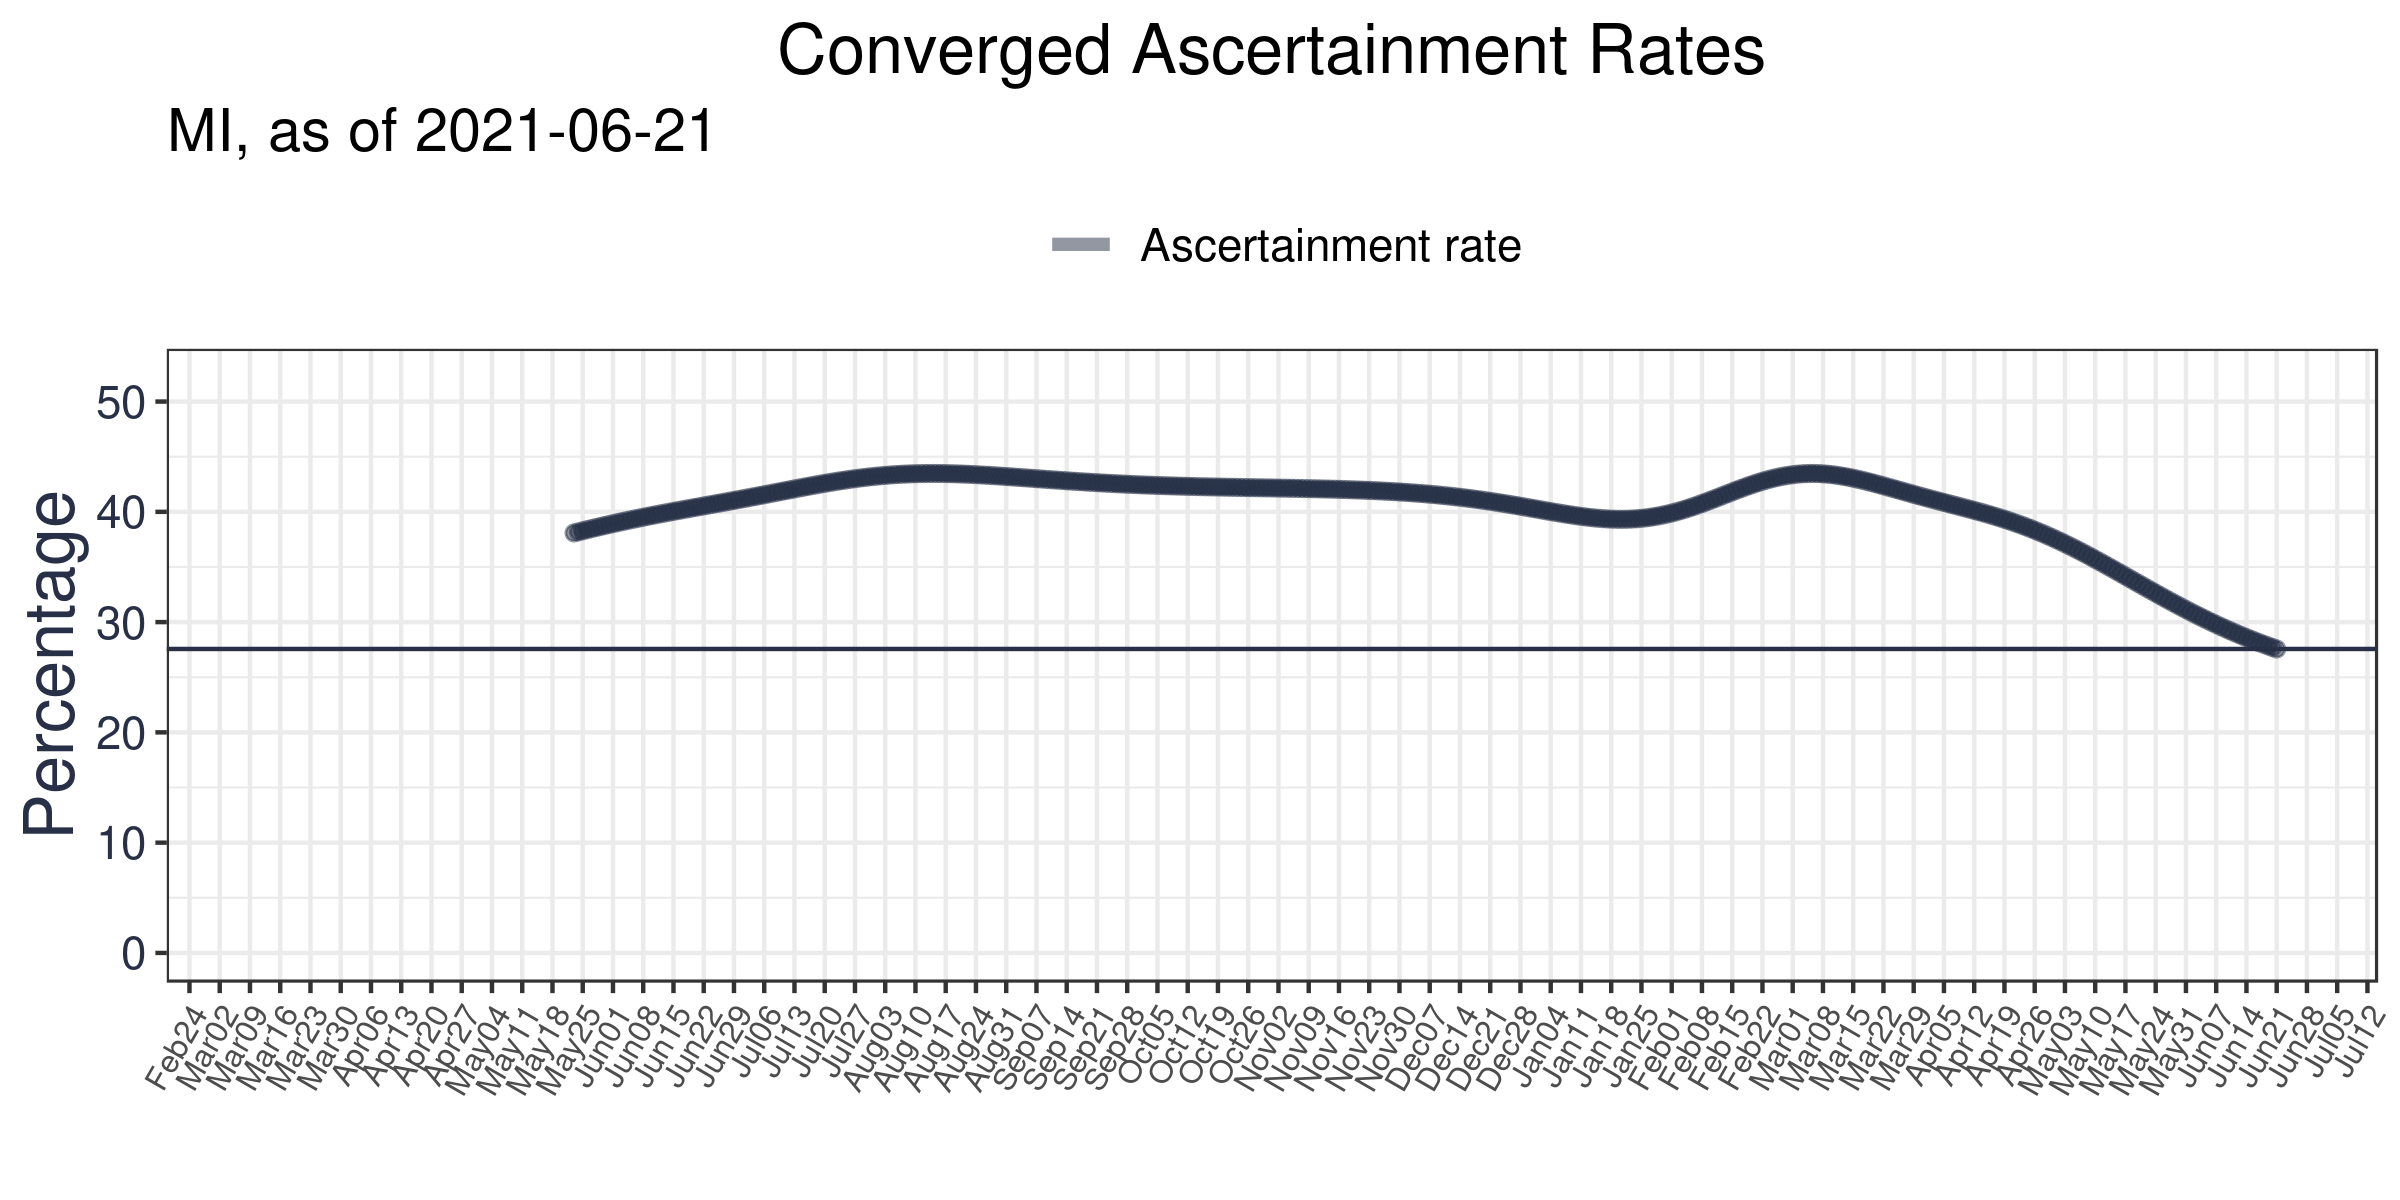 Converged Ascertainment Rates
MI, as of 2021-06-21
Ascertainment rate
Percentage
50
40
30
20
10
0
Feb24
Mar02
Mar09
Mar16
Mar23
Mar30
Apr06
Apr13
Apr20
Apr27
May04
May11
May18
May25
Jun01
Jun08
Jun15
Jun22
Jun29
Jul06
Jul13
Jul20
Jul27
Aug03
Aug10
Aug17
Aug24
Aug31
Sep07
Sep14
Sep21
Sep28
Oct05
Oct12
Oct19
Oct26
Nov02
Nov09
Nov16
Nov23
Nov30
Dec07
Dec14
Dec21
Dec28
Jan04
Jan11
Jan18
Jan25
Feb01
Feb08
Feb15
Feb22
Mar01
Mar08
Mar15
Mar22
Mar29
Apr05
Apr12
Apr19
Apr26
May03
May10
May17
May24
May31
Jun07
Jun14
Jun21
Jun28
Jul05
Jul12